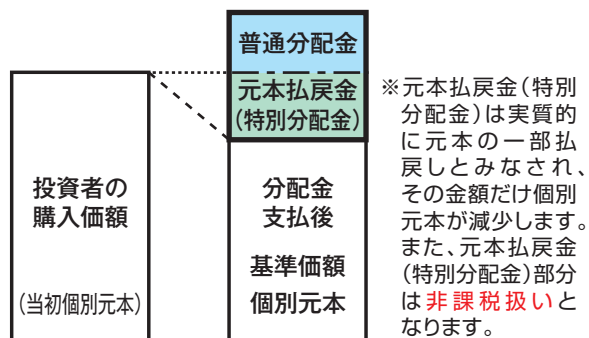 普通分配金
元本払戻金
（特別分配金）
投資者の
購入価額
（当初個別元本）
分配金
支払後
基準価額
個別元本
※元本払戻金（特別
分配金）は実質的
に元本の一部払
戻しとみなされ、
その金額だけ個別
元本が減少します。
また、元本払戻金
（特別分配金）部分
は非課税扱いと
なります。